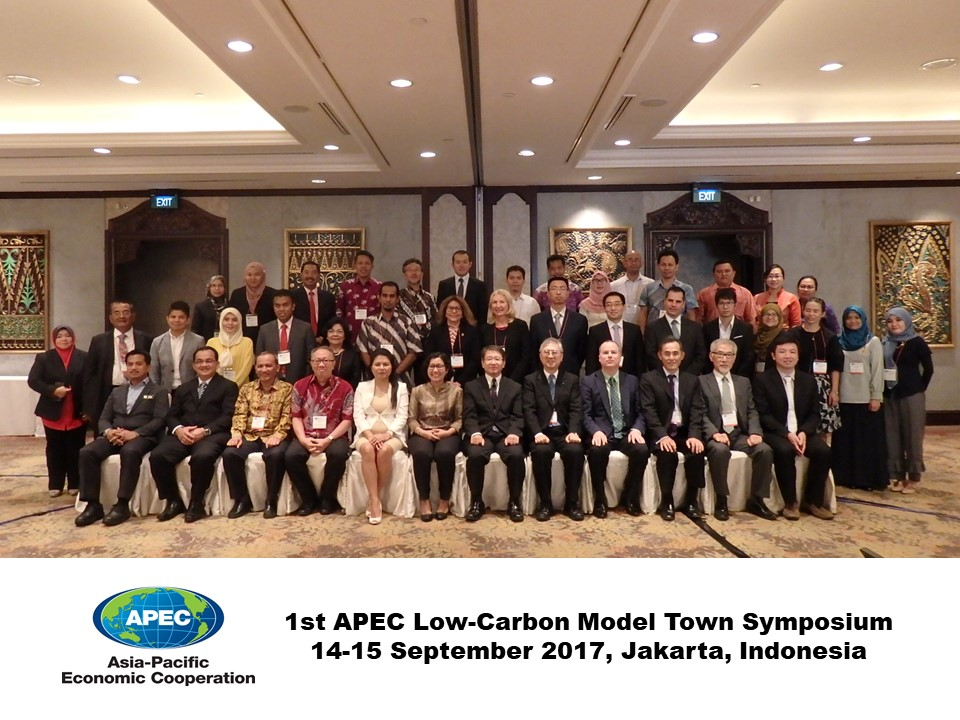 EXIT
EXIT
APEC
Asia-Pacific
Economic Cooperation
1st APEC Low-Carbon Model Town Symposium
14-15 September 2017, Jakarta, Indonesia